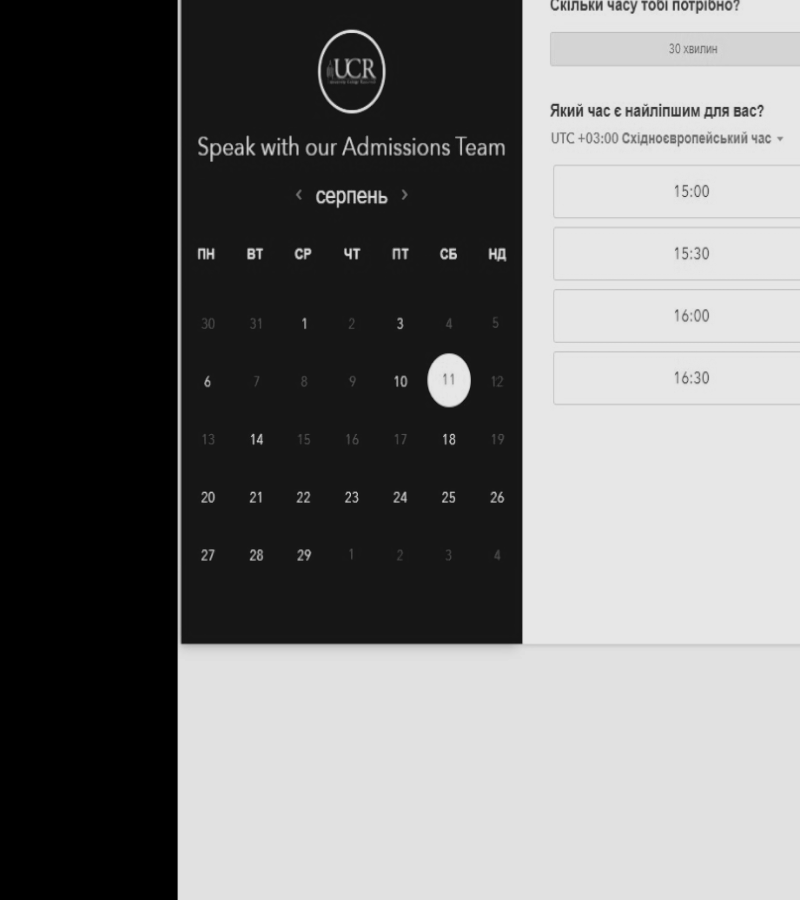 UCR
Speak with our Admissions Team
‹ серпень ›
ПН ВТ СР ЧТ ПТ СБ НД
30 31 1 2 3 4 5
6 7 8 9 10 11 12
13 14 15 16 17 18 19
20 21 22 23 24 25 26
27 28 29 1 2 3 4
Скільки часу тобі потрібно?
30 хвилин
Який час є найліпшим для вас?
UTC +03:00 Східноєвропейський час
15:00
15:30
16:00
16:30